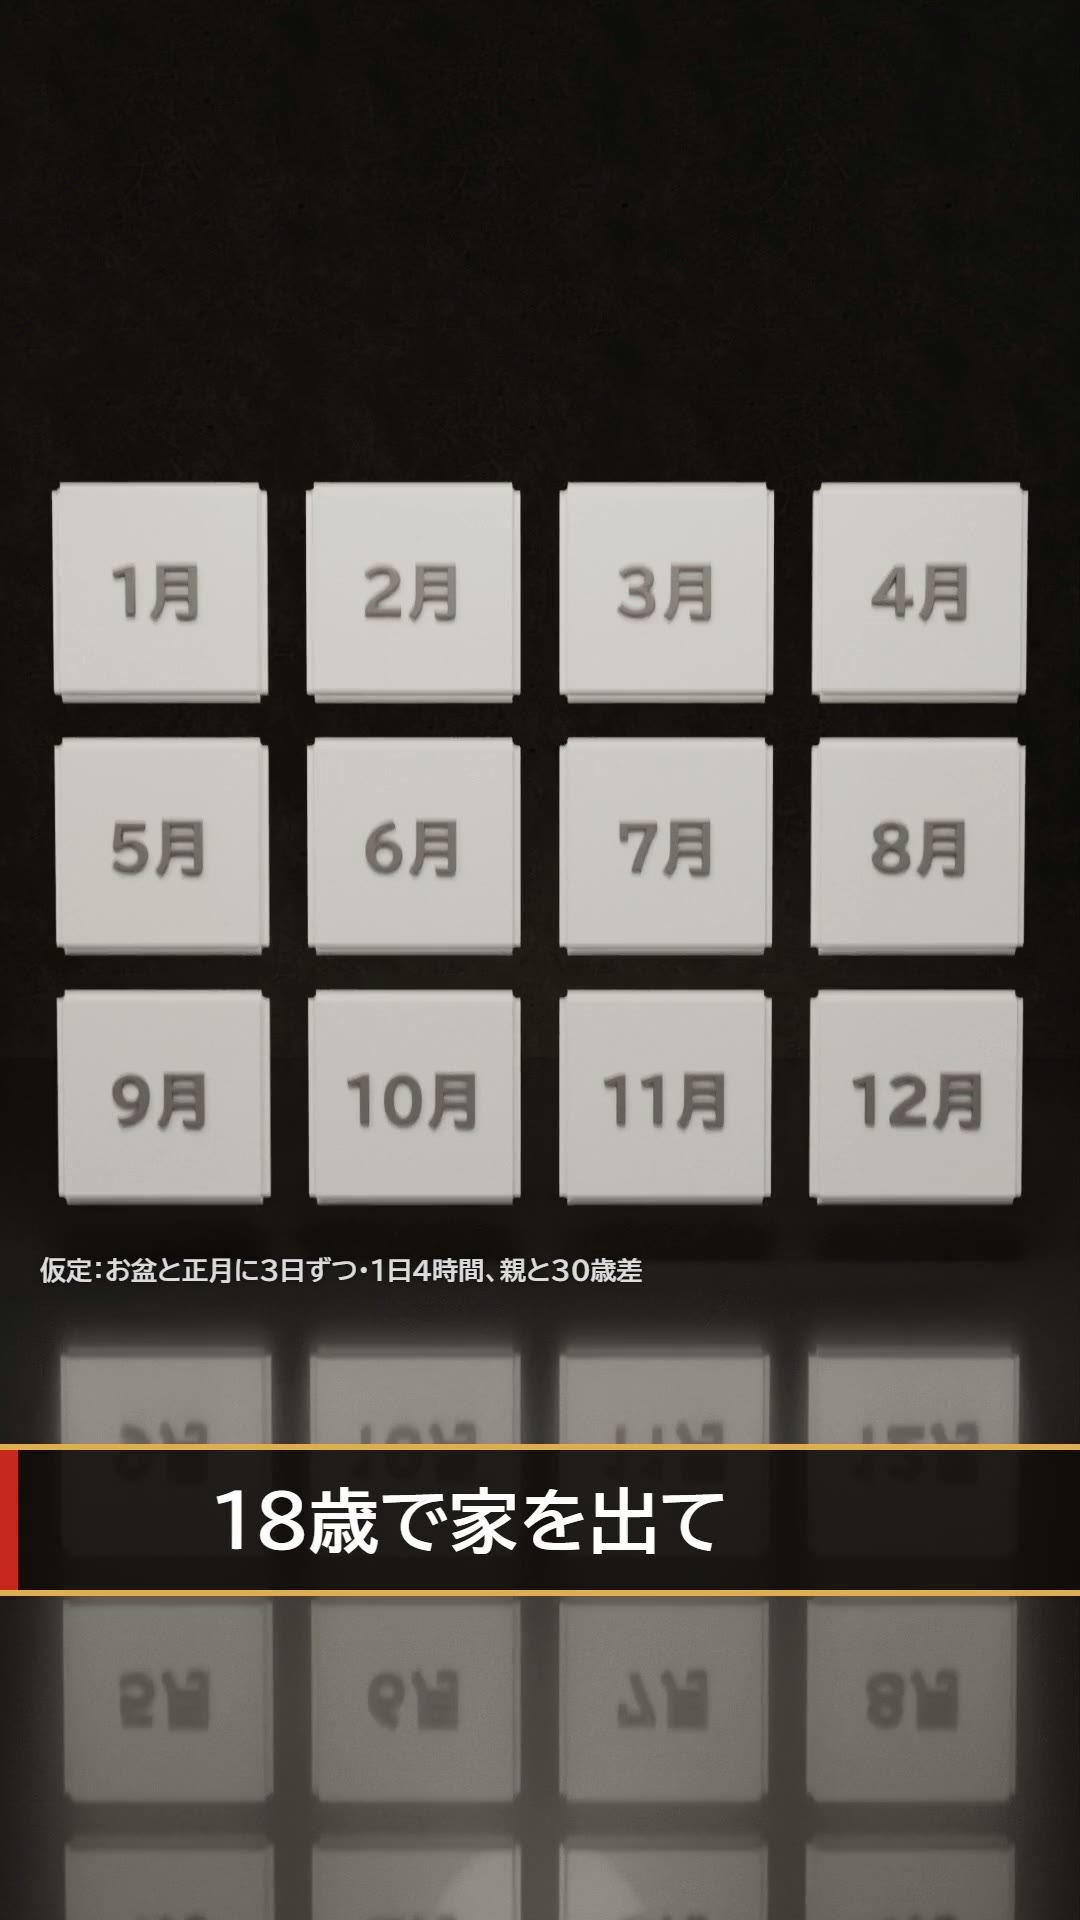 1月 2月 3月 4月
5月 6月 7月 8月
9月 10月 11月 12月
仮定：お盆と正月に3日ずつ・1日4時間、親と30歳差
18歳で家を出て